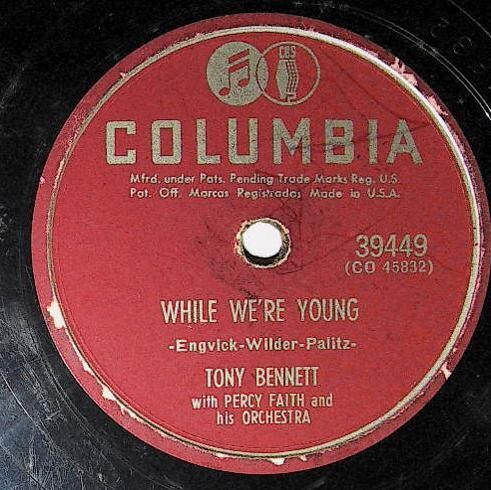 CBS
COLUMBIA
Mfrd. under Pats. Pending Trade Marks Reg. U.S.
Pat. Off. Marcas Registradas Made in U.S.A.
39449
(CO 45832)
WHILE WE'RE YOUNG
-Engvick-Wilder-Palitz-
TONY BENNETT
with PERCY FAITH and
his ORCHESTRA